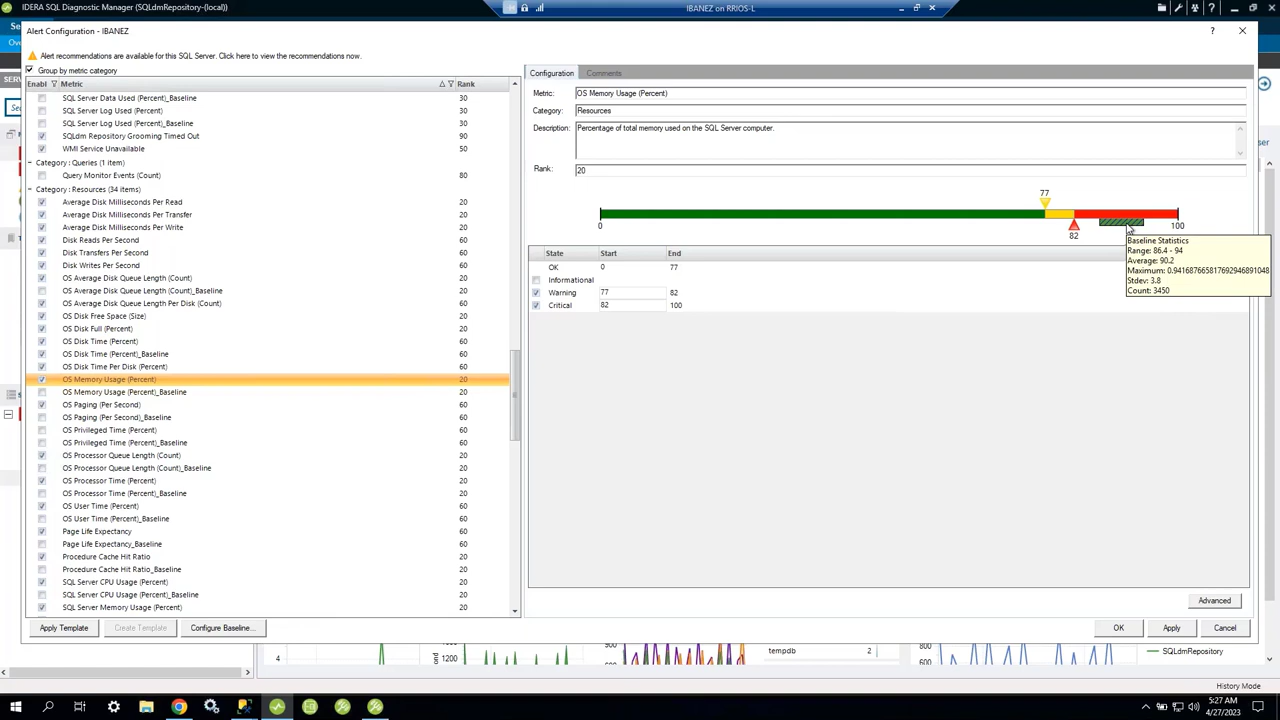 IDERA SQL Diagnostic Manager (SQLdmRepository-(local))
IBANEZ on RRIOS-L
Alert Configuration - IBANEZ
Alert recommendations are available for this SQL Server. Click here to view the recommendations now.
Group by metric category
Enabl Metric Rank
SQL Server Data Used (Percent)_Baseline 30
SQL Server Log Used (Percent) 30
SQL Server Log Used (Percent)_Baseline 30
SQLdm Repository Grooming Timed Out 90
WMI Service Unavailable 50
Category : Queries (1 item)
Query Monitor Events (Count) 80
Category : Resources (34 items)
Average Disk Milliseconds Per Read 20
Average Disk Milliseconds Per Transfer 20
Average Disk Milliseconds Per Write 20
Disk Reads Per Second 20
Disk Transfers Per Second 20
Disk Writes Per Second 20
OS Average Disk Queue Length (Count) 20
OS Average Disk Queue Length (Count)_Baseline 20
OS Average Disk Queue Length Per Disk (Count) 60
OS Disk Free Space (Size) 20
OS Disk Full (Percent) 20
OS Disk Time (Percent) 60
OS Disk Time (Percent)_Baseline 60
OS Disk Time Per Disk (Percent) 60
OS Memory Usage (Percent) 20
OS Memory Usage (Percent)_Baseline 20
OS Paging (Per Second) 60
OS Paging (Per Second)_Baseline 60
OS Privileged Time (Percent) 60
OS Privileged Time (Percent)_Baseline 60
OS Processor Queue Length (Count) 20
OS Processor Queue Length (Count)_Baseline 20
OS Processor Time (Percent) 60
OS Processor Time (Percent)_Baseline 60
OS User Time (Percent) 60
OS User Time (Percent)_Baseline 60
Page Life Expectancy 60
Page Life Expectancy_Baseline 60
Procedure Cache Hit Ratio 20
Procedure Cache Hit Ratio_Baseline 20
SQL Server CPU Usage (Percent) 20
SQL Server CPU Usage (Percent)_Baseline 20
SQL Server Memory Usage (Percent) 20
Apply Template Create Template Configure Baseline...
Configuration Comments
Metric: OS Memory Usage (Percent)
Category: Resources
Description: Percentage of total memory used on the SQL Server computer.
Rank: 20
77
0 100
82
Baseline Statistics
Range: 86.4 - 94
Average: 90.2
Maximum: 0.941687665817692946891048
Stdev: 3.8
Count: 3450
State Start End
OK 0 77
Informational
Warning 77 82
Critical 82 100
Advanced
OK Apply Cancel
4 1200 tempdb 2 600 SQLdmRepository
History Mode
5:27 AM
4/27/2023